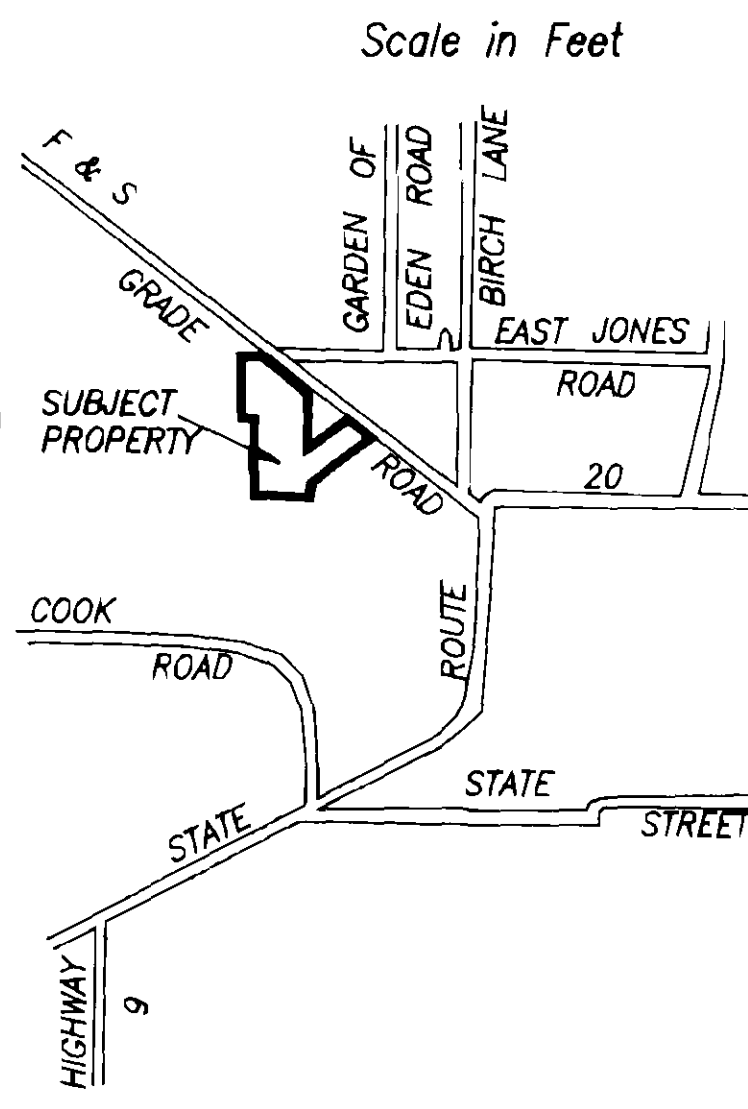 Scale in Feet
F & S
GRADE
ROAD
GARDEN OF
EDEN ROAD
BIRCH LANE
EAST JONES
ROAD
SUBJECT
PROPERTY
20
COOK
ROAD
ROUTE
STATE
STATE
STREET
HIGHWAY
9